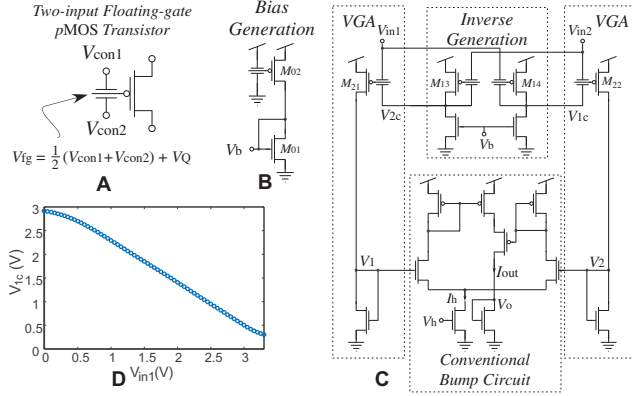 Two-input Floating-gate
pMOS Transistor
Vcon1
Vcon2
Vfg = 1/2 (Vcon1+Vcon2) + VQ
A
Bias
Generation
M02
Vb
M01
B
VGA
Inverse
Generation
VGA
Vin1
Vin2
M21
M13
M14
M22
V2c
V1c
Vb
V1
V2
Iout
Ih
Vo
Vh
Conventional
Bump Circuit
C
3
2.5
2
1.5
1
0.5
0
V1c (V)
0 0.5 1 1.5 2 2.5 3
Vin1(V)
D